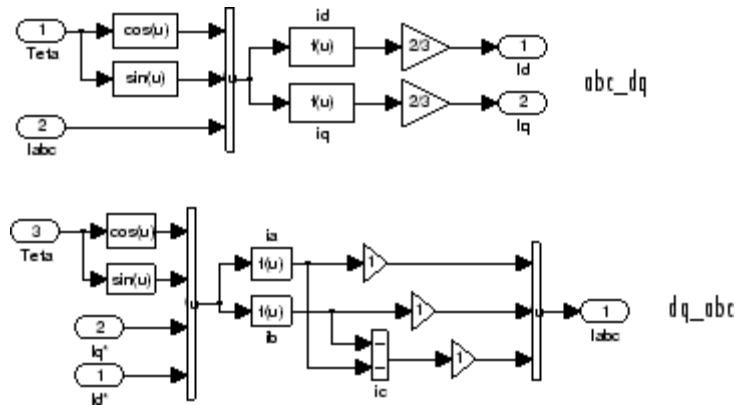 1
Teta
cos(u)
sin(u)
2
Iabc
id
f(u)
2/3
1
Id
f(u)
iq
2/3
2
Iq
abc_dq
3
Teta
cos(u)
sin(u)
2
Iq*
1
Id*
ia
f(u)
1
f(u)
ib
1
ic
1
1
Iabc
dq_abc